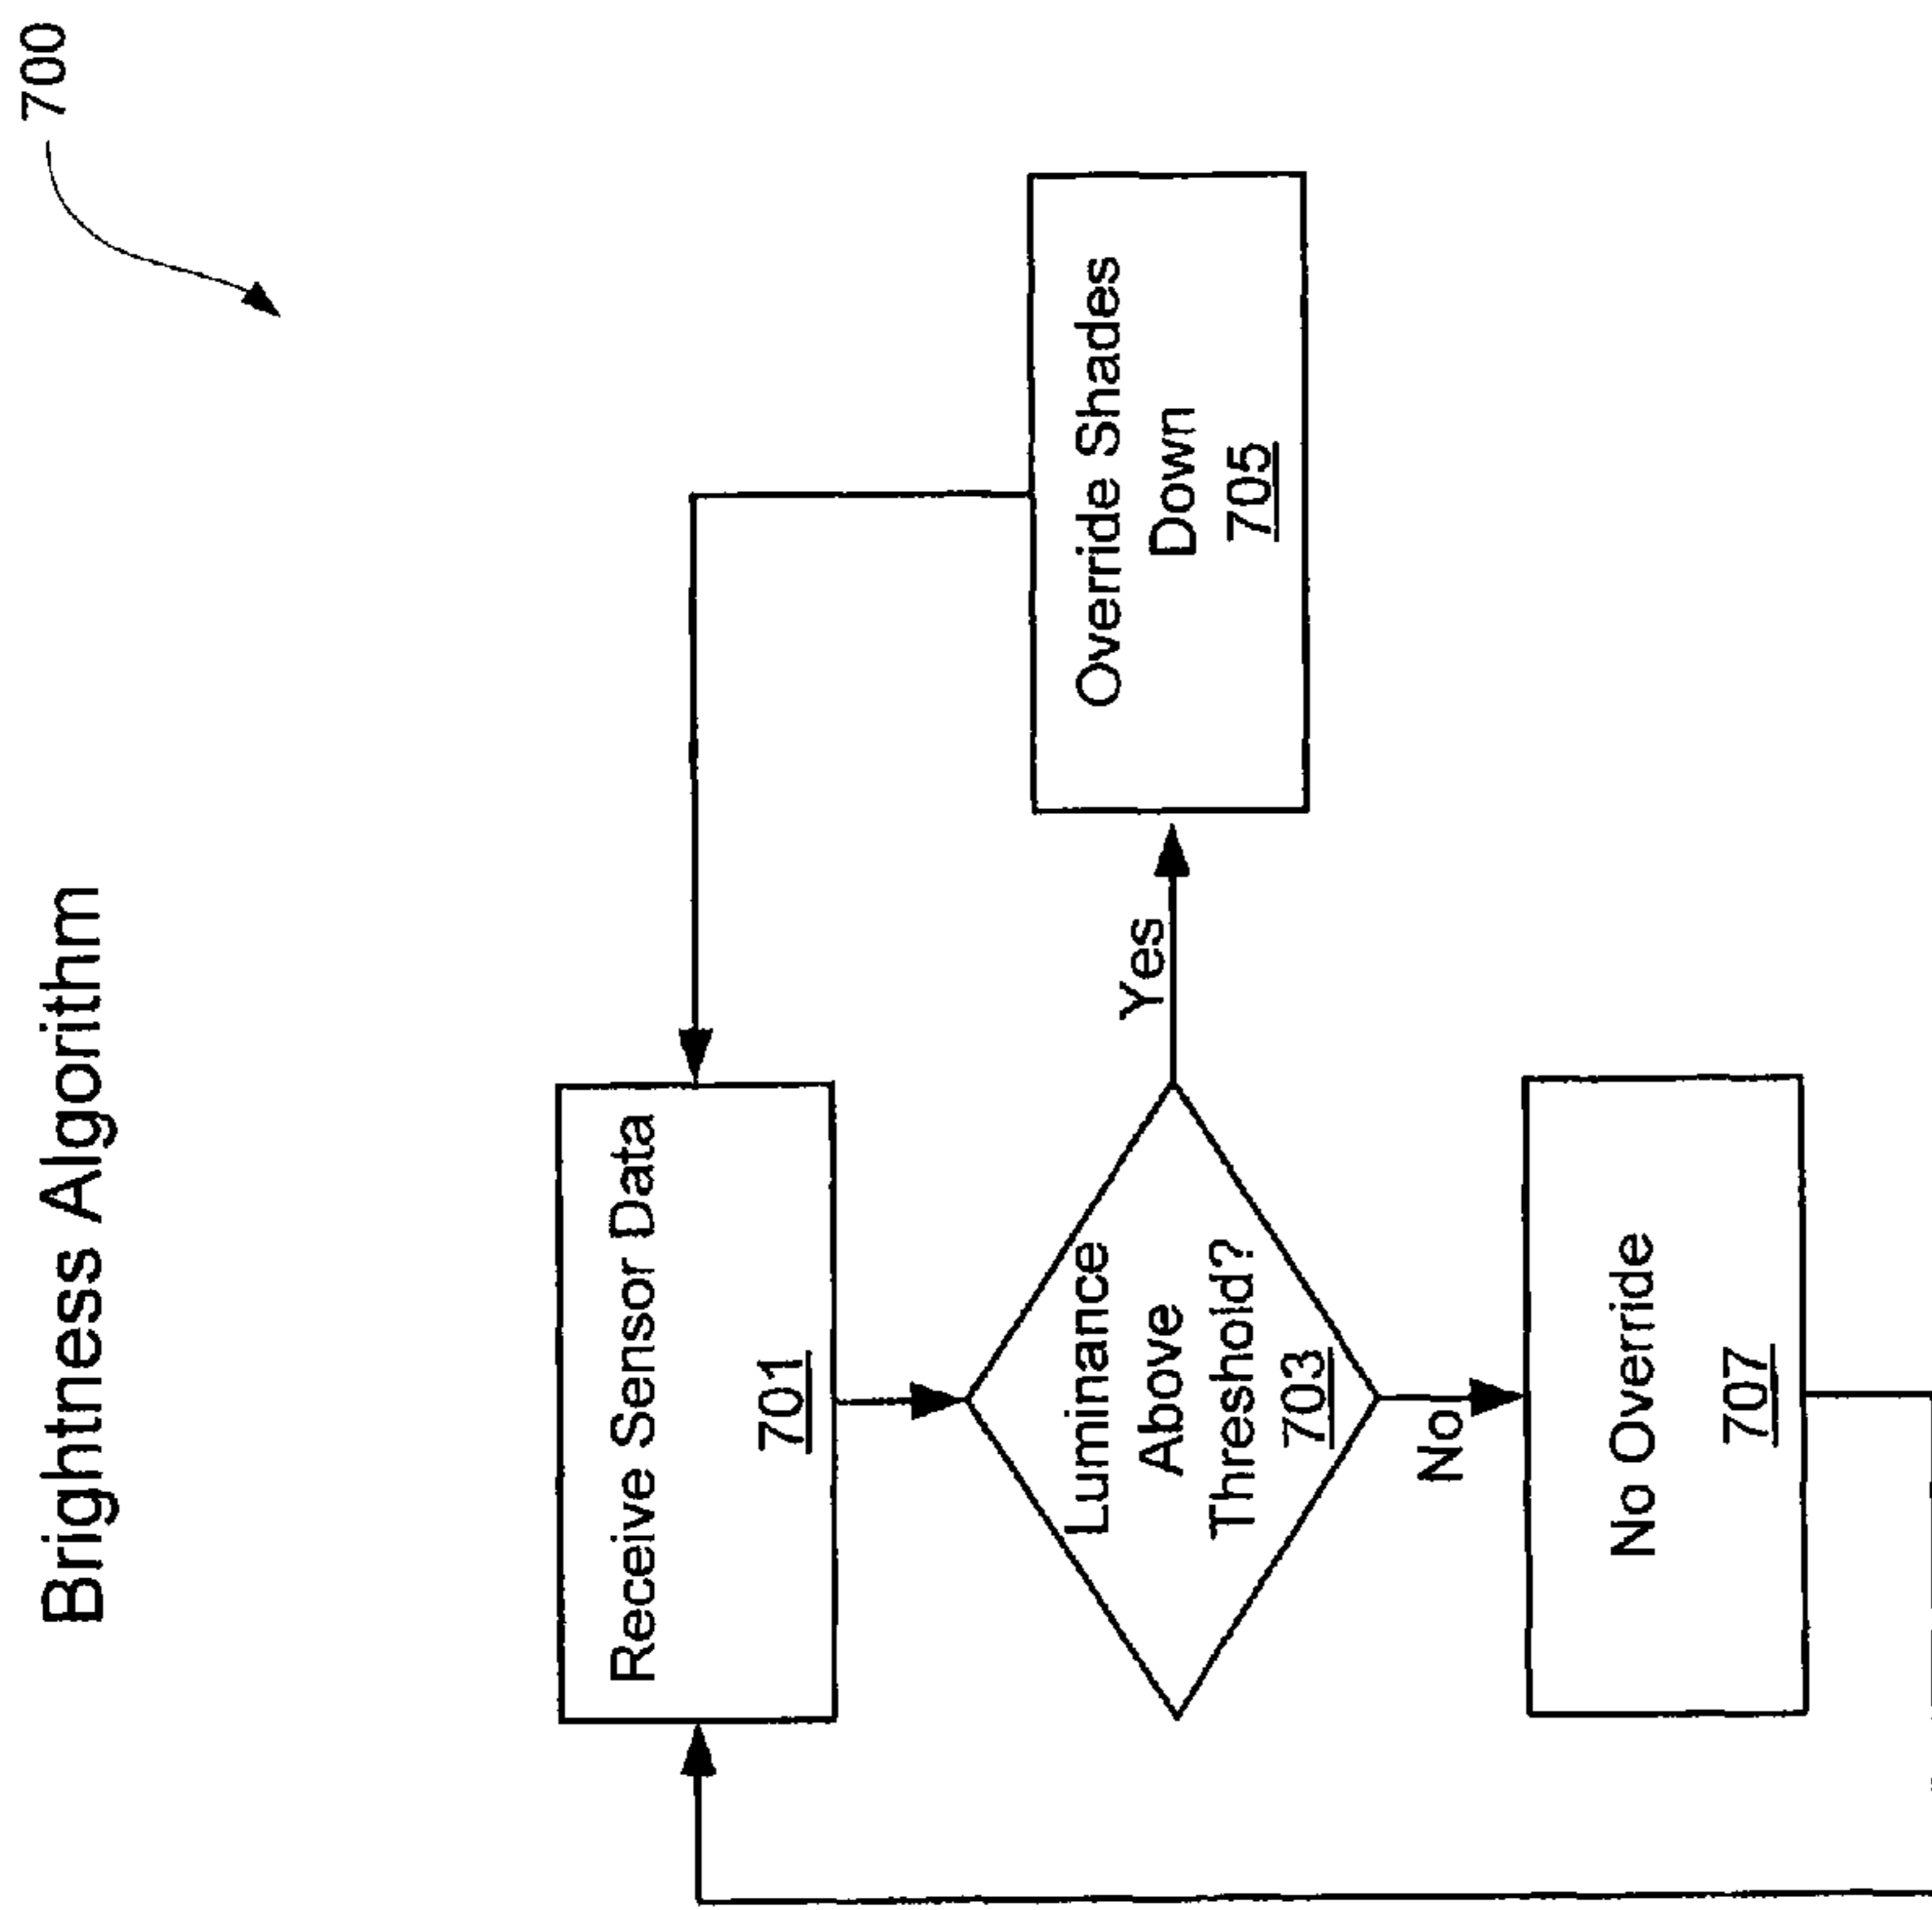 700
Brightness Algorithm
Receive Sensor Data
701
Luminance
Above
Threshold?
703
Yes
Override Shades
Down
705
No
No Override
707